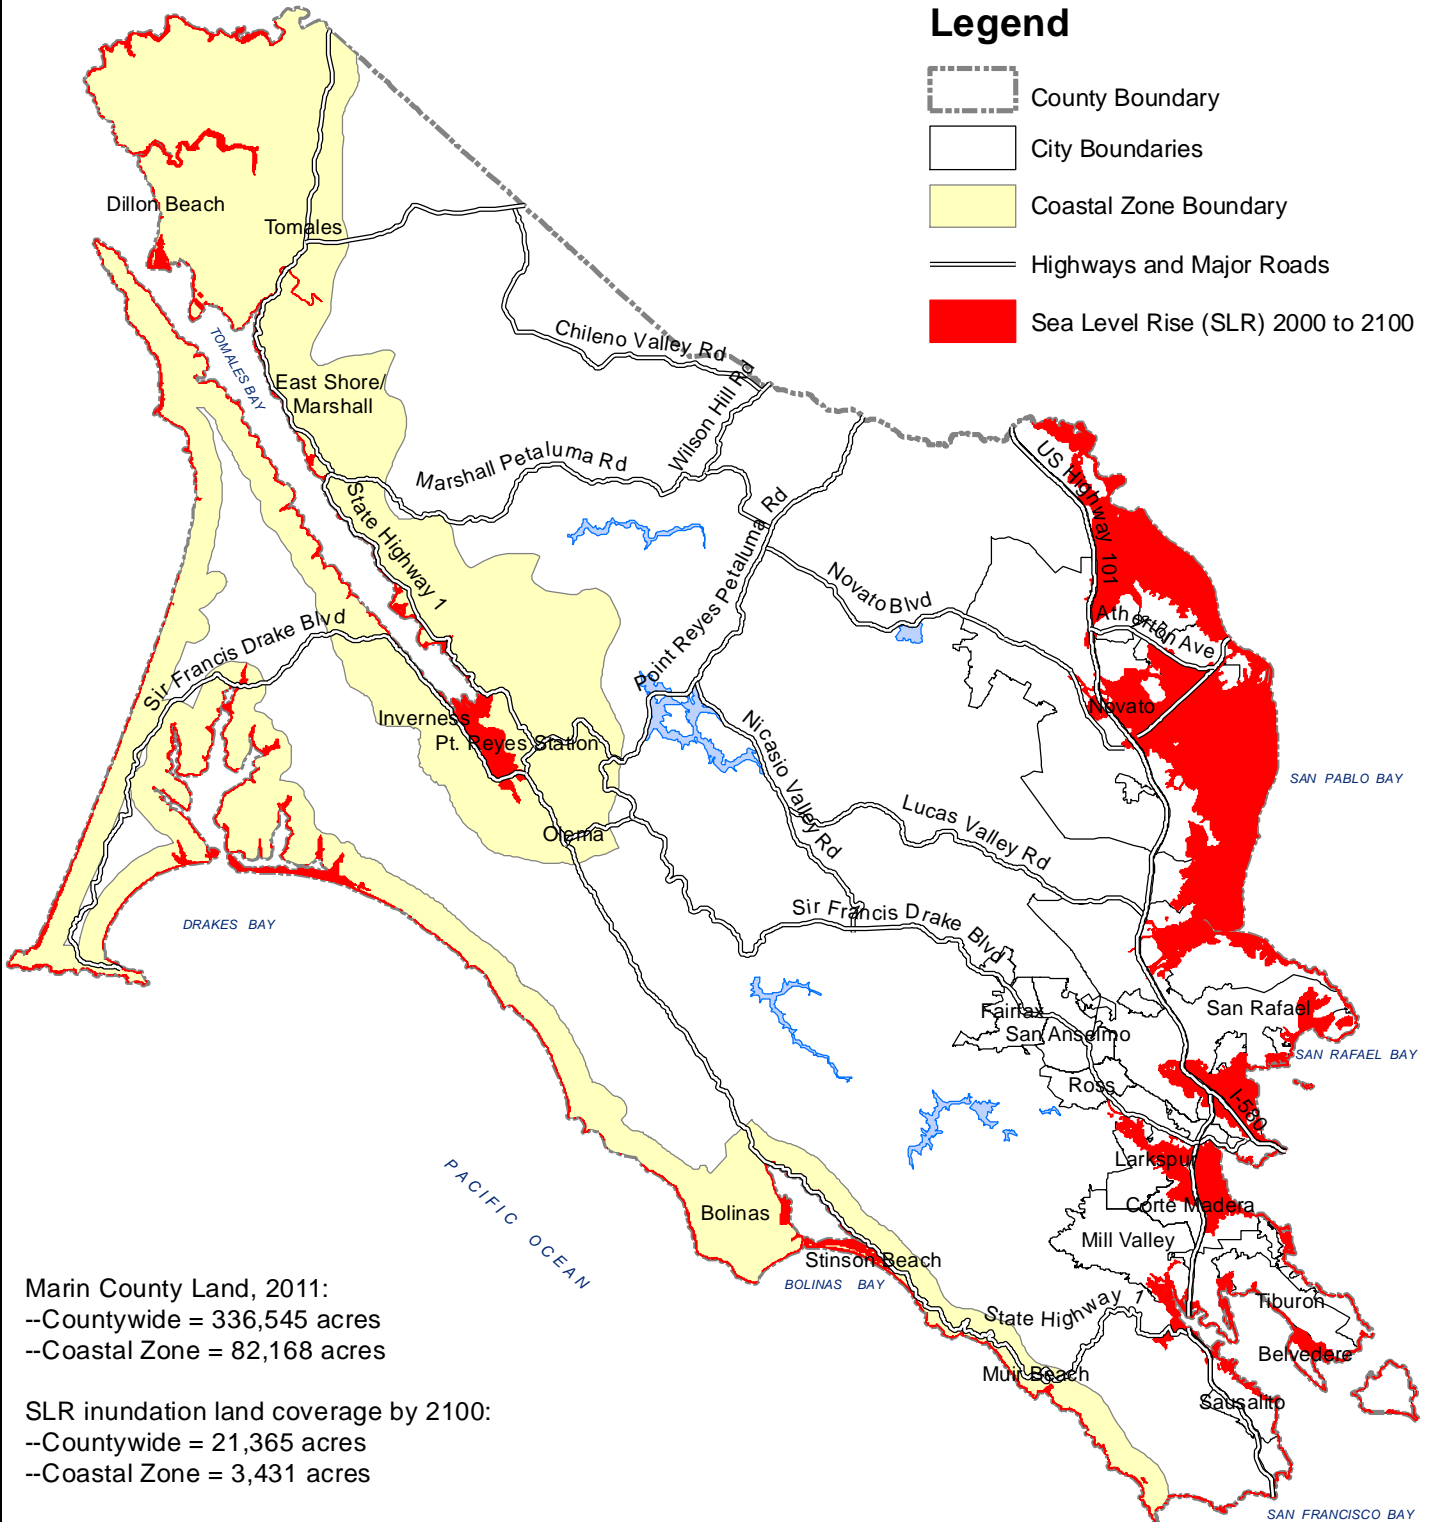 Legend
County Boundary
City Boundaries
Coastal Zone Boundary
Highways and Major Roads
Sea Level Rise (SLR) 2000 to 2100
Dillon Beach
Tomales
TOMALES BAY
Chileno Valley Rd
East Shore/
Marshall
Wilson Hill Rd
Marshall Petaluma Rd
State Highway 1
US Highway 101
Point Reyes Petaluma Rd
Novato Blvd
Atherton Ave
Sir Francis Drake Blvd
Inverness
Pt. Reyes Station
Novato
Nicasio Valley Rd
SAN PABLO BAY
Lucas Valley Rd
Olema
DRAKES BAY
Sir Francis Drake Blvd
Fairfax
San Anselmo
San Rafael
SAN RAFAEL BAY
Ross
I-580
Larkspur
Corte Madera
PACIFIC OCEAN
Bolinas
Mill Valley
Stinson Beach
BOLINAS BAY
State Highway 1
Tiburon
Belvedere
Muir Beach
Sausalito
SAN FRANCISCO BAY
Marin County Land, 2011:
--Countywide = 336,545 acres
--Coastal Zone = 82,168 acres
SLR inundation land coverage by 2100:
--Countywide = 21,365 acres
--Coastal Zone = 3,431 acres